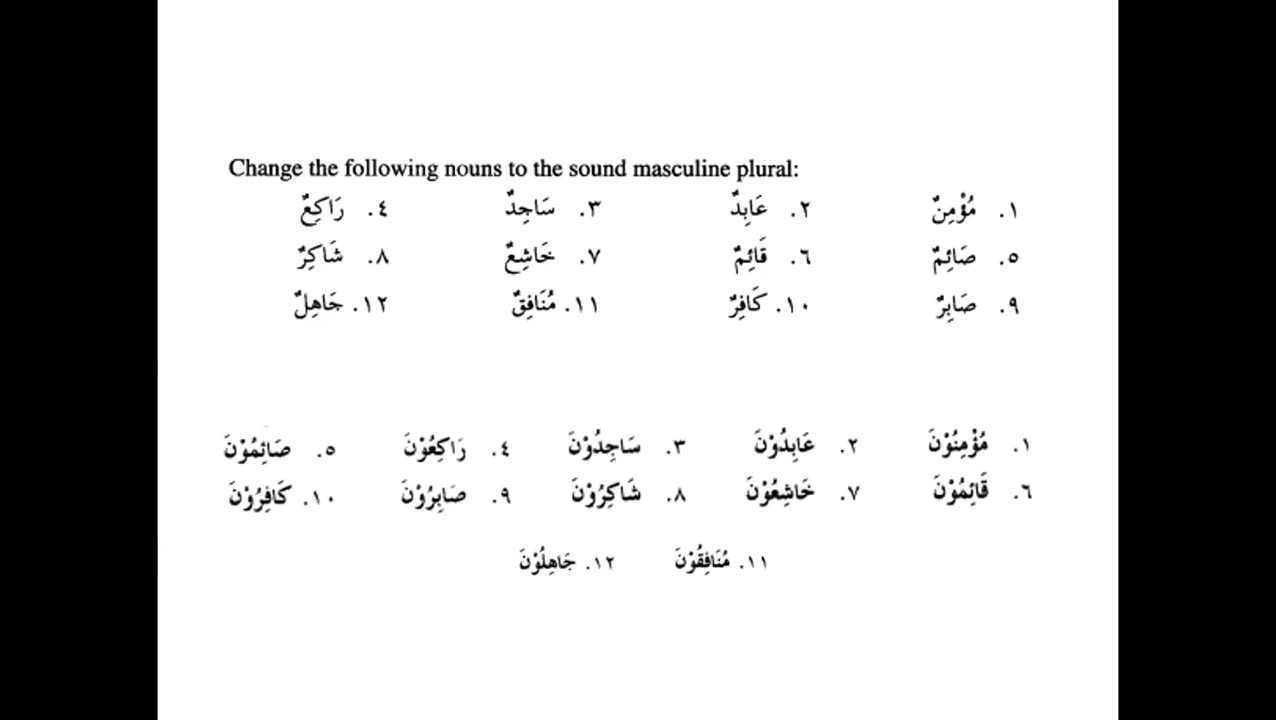 Change the following nouns to the sound masculine plural:
١. مُؤْمِنٌ ٢. عَابِدٌ ٣. سَاجِدٌ ٤. رَاكِعٌ
٥. صَائِمٌ ٦. قَائِمٌ ٧. خَاشِعٌ ٨. شَاكِرٌ
٩. صَابِرٌ ١٠. كَافِرٌ ١١. مُنَافِقٌ ١٢. جَاهِلٌ
١. مُؤْمِنُوْنَ ٢. عَابِدُوْنَ ٣. سَاجِدُوْنَ ٤. رَاكِعُوْنَ ٥. صَائِمُوْنَ
٦. قَائِمُوْنَ ٧. خَاشِعُوْنَ ٨. شَاكِرُوْنَ ٩. صَابِرُوْنَ ١٠. كَافِرُوْنَ
١١. مُنَافِقُوْنَ ١٢. جَاهِلُوْنَ